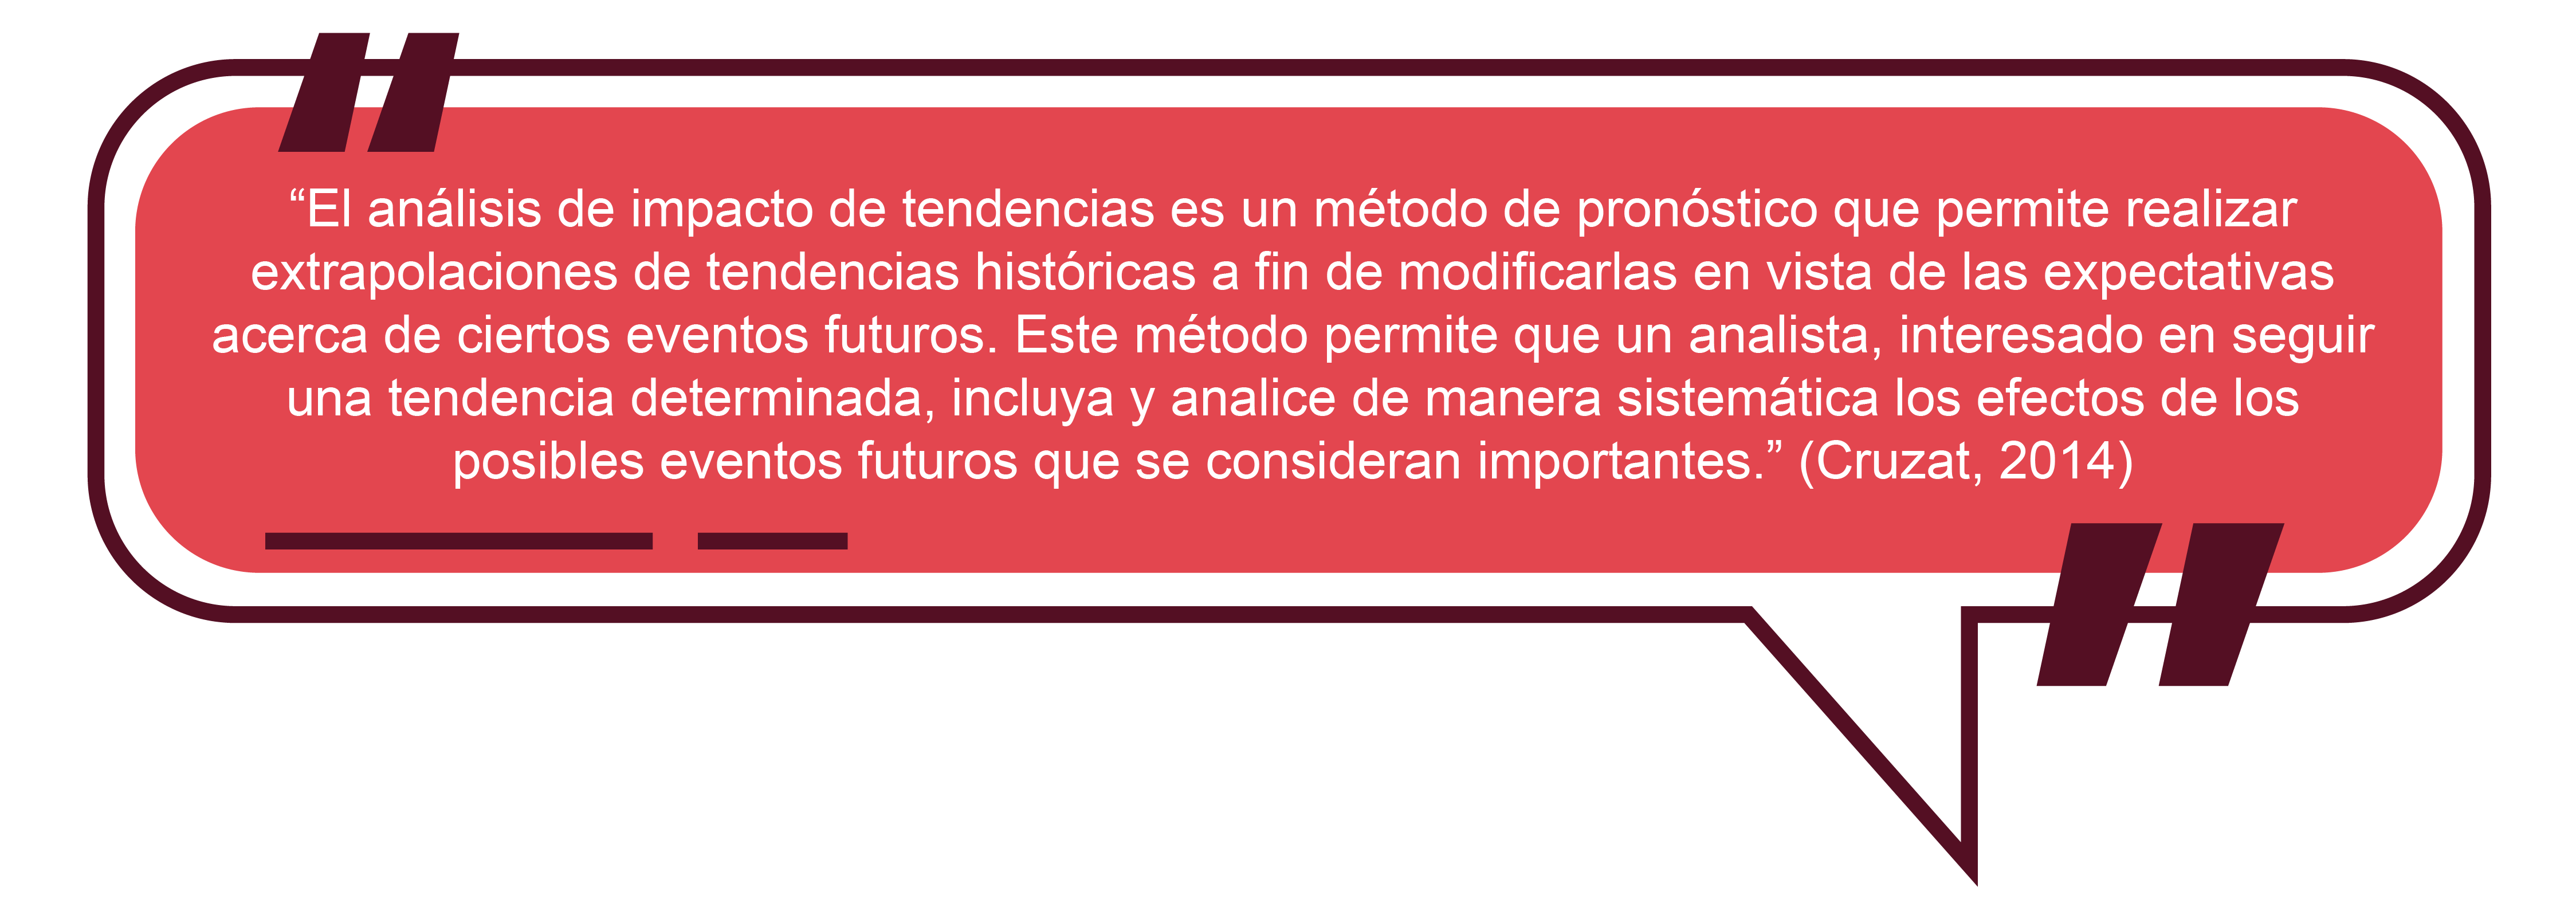 “El análisis de impacto de tendencias es un método de pronóstico que permite realizar
extrapolaciones de tendencias históricas a fin de modificarlas en vista de las expectativas
acerca de ciertos eventos futuros. Este método permite que un analista, interesado en seguir
una tendencia determinada, incluya y analice de manera sistemática los efectos de los
posibles eventos futuros que se consideran importantes.” (Cruzat, 2014)